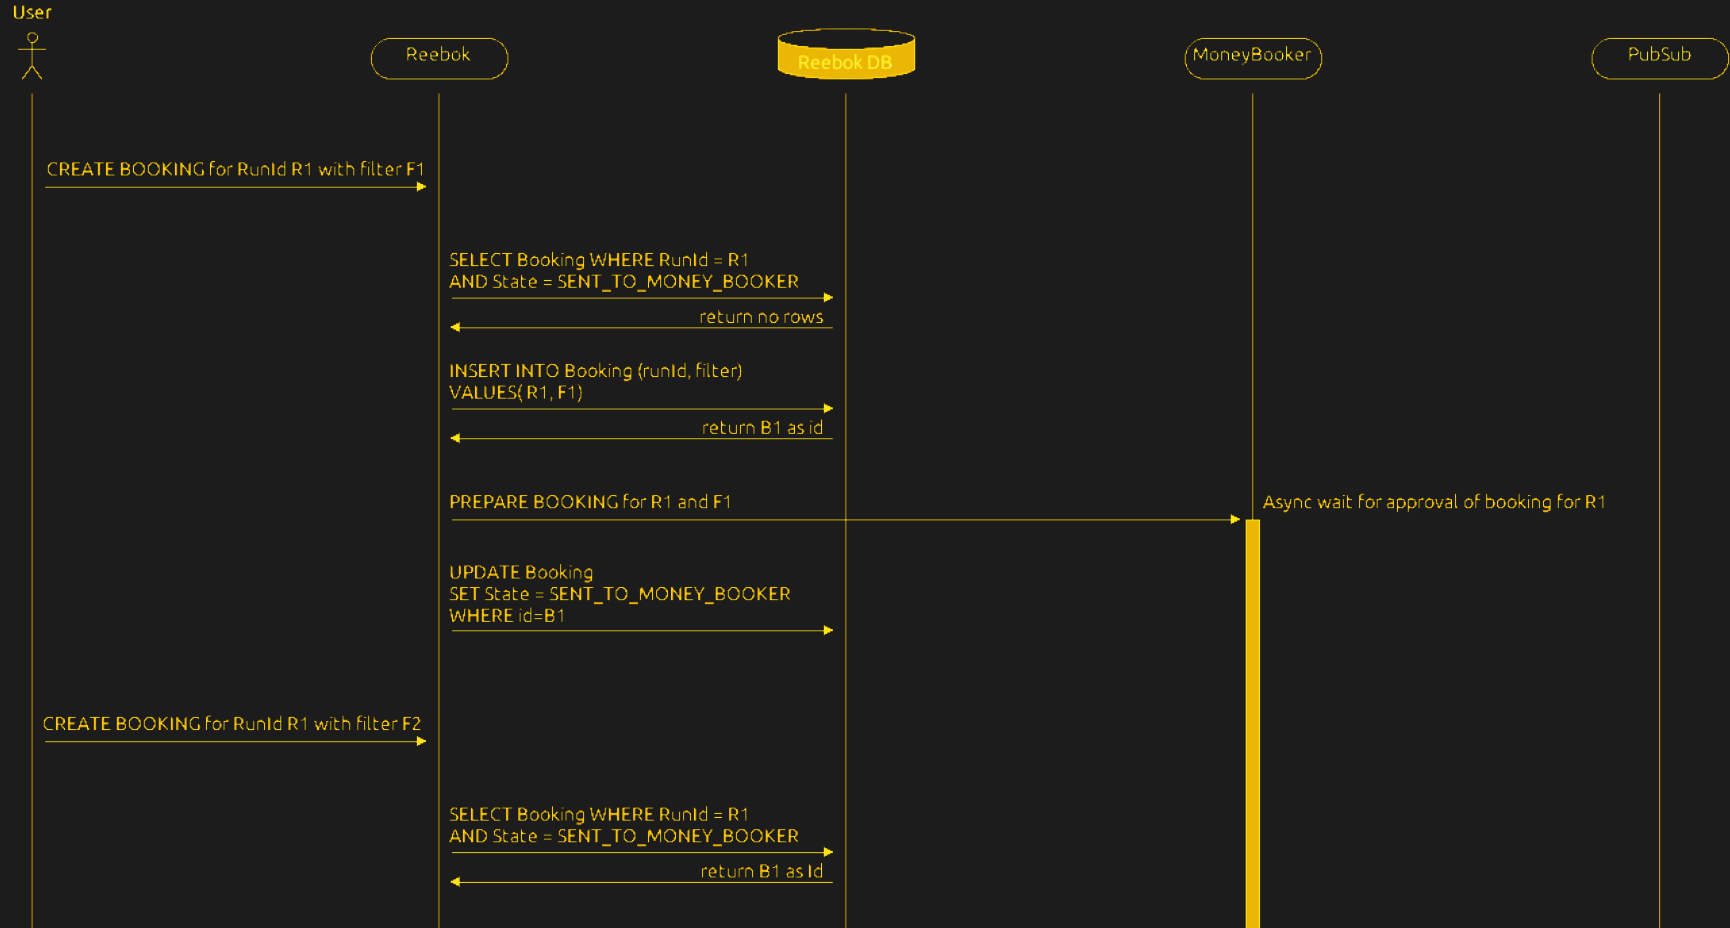 User
Reebok
Reebok DB
MoneyBooker
PubSub
CREATE BOOKING for RunId R1 with filter F1
SELECT Booking WHERE RunId = R1
AND State = SENT_TO_MONEY_BOOKER
return no rows
INSERT INTO Booking (runId, filter)
VALUES( R1, F1)
return B1 as id
PREPARE BOOKING for R1 and F1
Async wait for approval of booking for R1
UPDATE Booking
SET State = SENT_TO_MONEY_BOOKER
WHERE id=B1
CREATE BOOKING for RunId R1 with filter F2
SELECT Booking WHERE RunId = R1
AND State = SENT_TO_MONEY_BOOKER
return B1 as Id